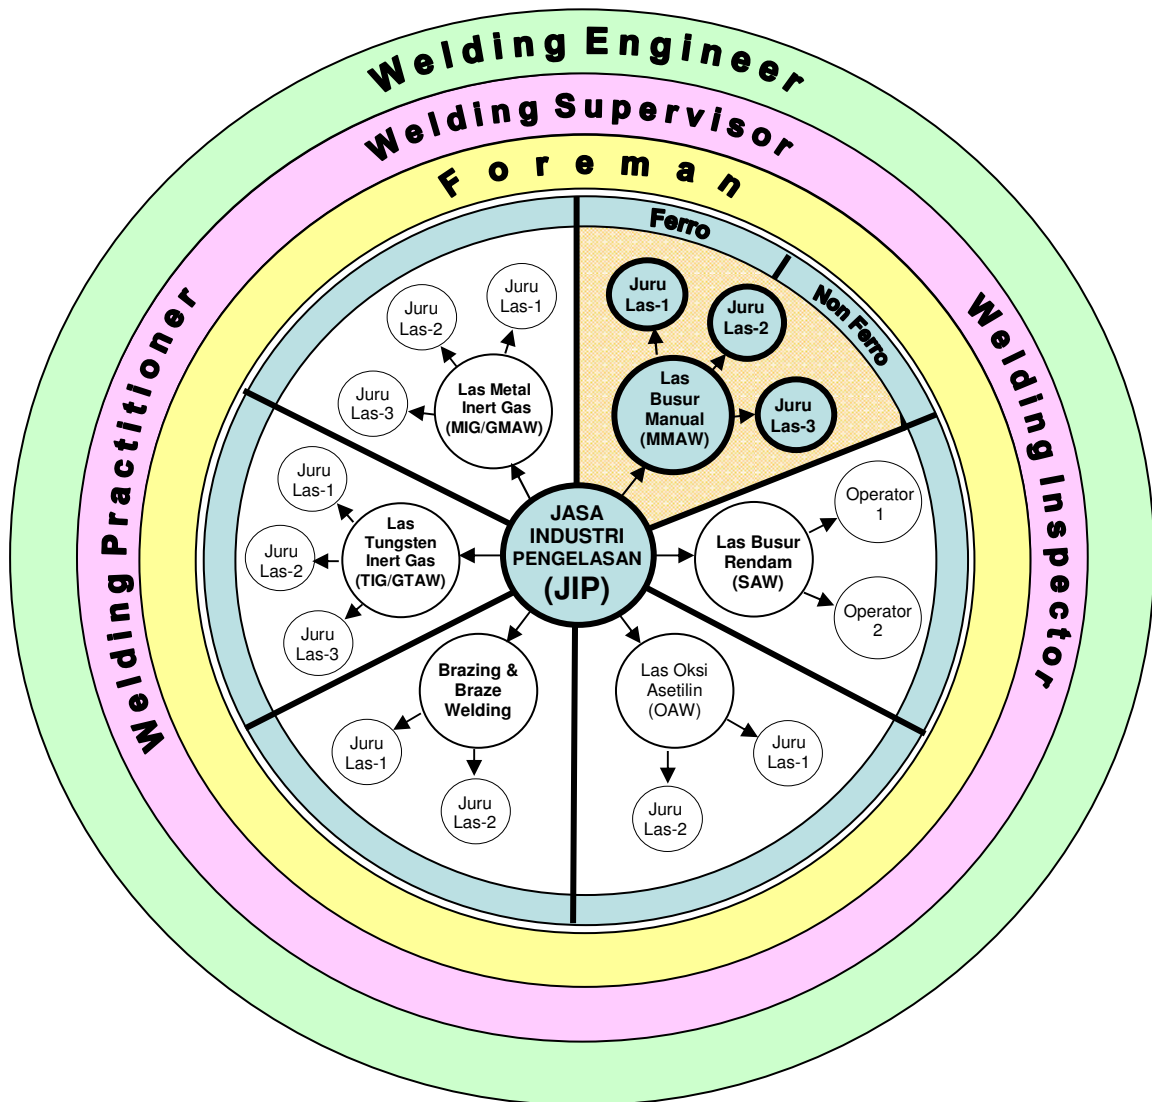 Welding Engineer
Welding Supervisor
Foreman
Welding Practitioner
Welding Inspector
Ferro
Non Ferro
Juru
Las-1
Juru
Las-2
Juru
Las-3
Las
Busur
Manual
(MMAW)
Juru
Las-1
Juru
Las-2
Juru
Las-3
Las Metal
Inert Gas
(MIG/GMAW)
Juru
Las-1
Juru
Las-2
Juru
Las-3
Las
Tungsten
Inert Gas
(TIG/GTAW)
JASA
INDUSTRI
PENGELASAN
(JIP)
Las Busur
Rendam
(SAW)
Operator
1
Operator
2
Brazing &
Braze
Welding
Juru
Las-1
Juru
Las-2
Las Oksi
Asetilin
(OAW)
Juru
Las-1
Juru
Las-2